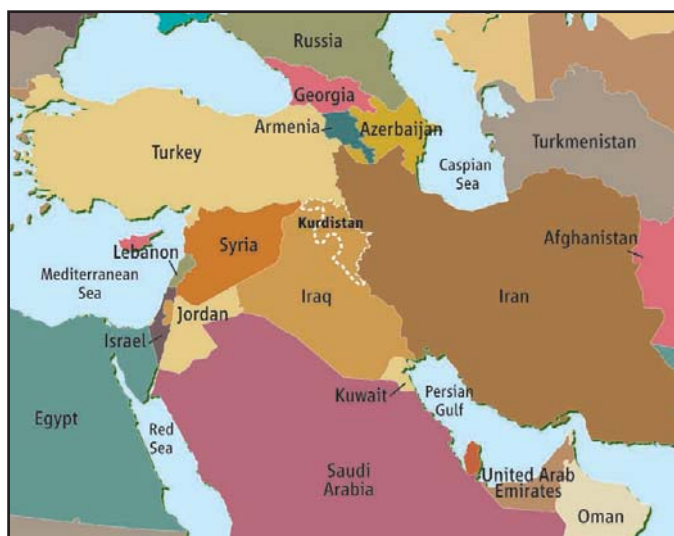 Russia
Georgia
Armenia
Azerbaijan
Turkey
Caspian
Sea
Turkmenistan
Kurdistan
Syria
Lebanon
Afghanistan
Mediterranean
Sea
Iraq
Iran
Jordan
Israel
Kuwait
Persian
Gulf
Egypt
Red
Sea
Saudi
Arabia
United Arab
Emirates
Oman